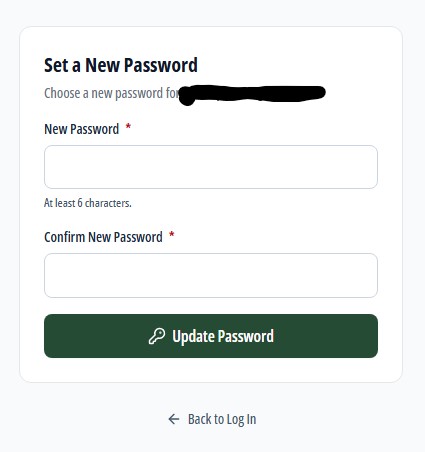 Set a New Password
Choose a new password for
New Password *
At least 6 characters.
Confirm New Password *
Update Password
Back to Log In